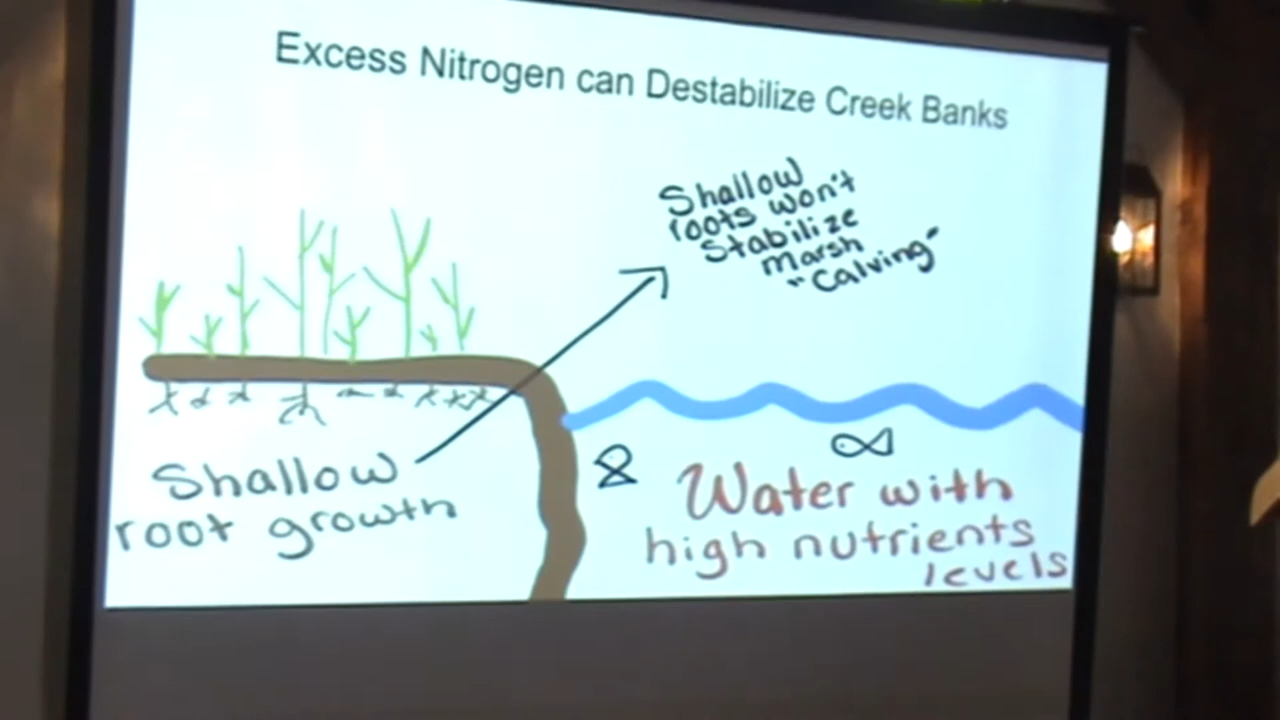 Excess Nitrogen can Destabilize Creek Banks
Shallow
roots won't
Stabilize
marsh
"Calving"
Shallow
root growth
Water with
high nutrients
levels